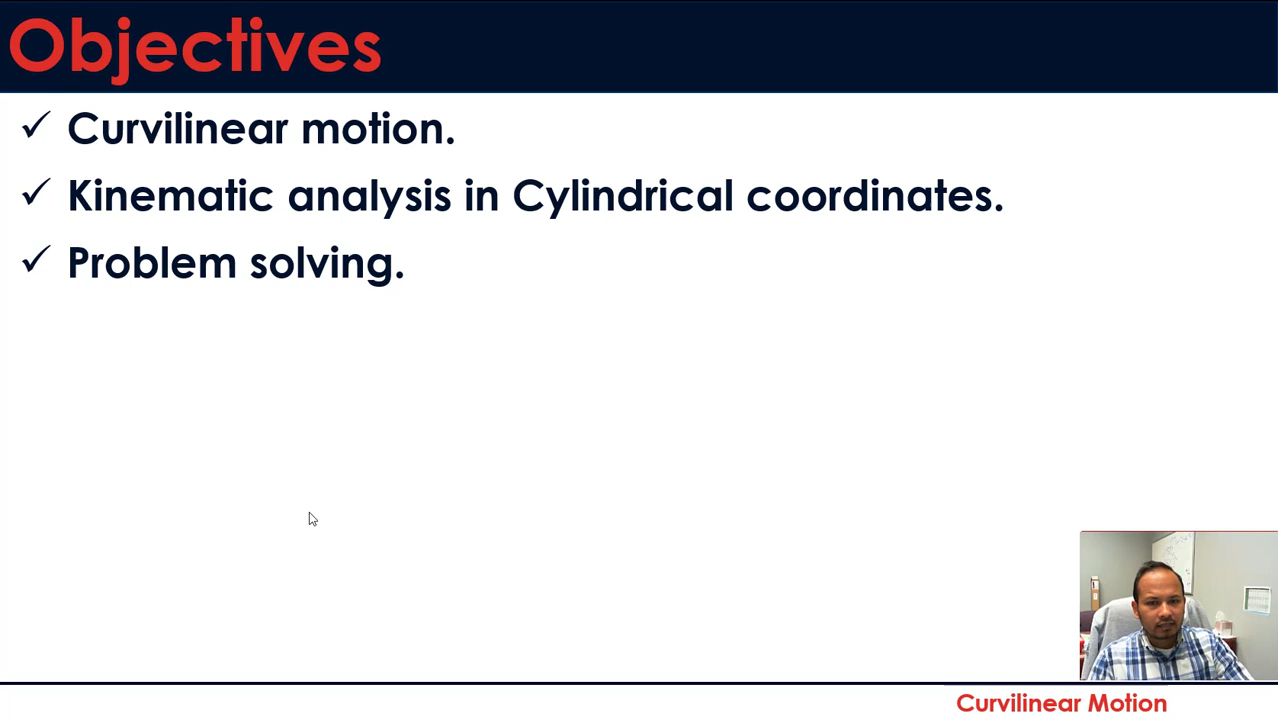 Objectives
✓ Curvilinear motion.
✓ Kinematic analysis in Cylindrical coordinates.
✓ Problem solving.
Curvilinear Motion